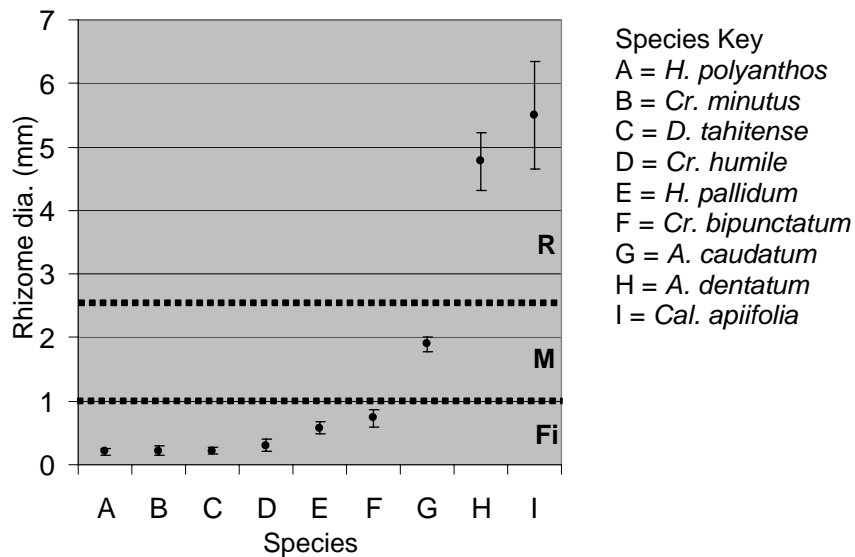 7
6
5
4
3
2
1
0
Rhizome dia. (mm)
R
M
Fi
A B C D E F G H I
Species
Species Key
A = H. polyanthos
B = Cr. minutus
C = D. tahitense
D = Cr. humile
E = H. pallidum
F = Cr. bipunctatum
G = A. caudatum
H = A. dentatum
I = Cal. apiifolia